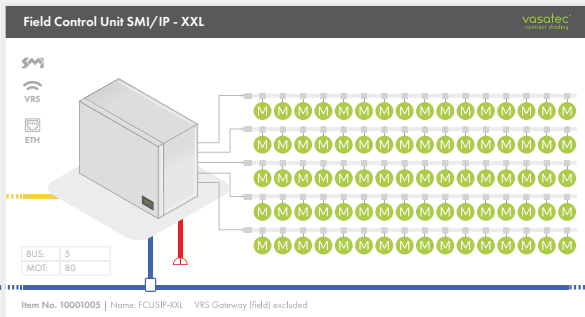 Field Control Unit SMI/IP - XXL
vasatec
contract shading
SMI
VRS
ETH
M M M M M M M M M M M M M M M M
M M M M M M M M M M M M M M M M
M M M M M M M M M M M M M M M M
M M M M M M M M M M M M M M M M
M M M M M M M M M M M M M M M M
BUS: 5
MOT: 80
Item No. 10001005 | Name: FCUSIP-XXL VRS Gateway (field) excluded